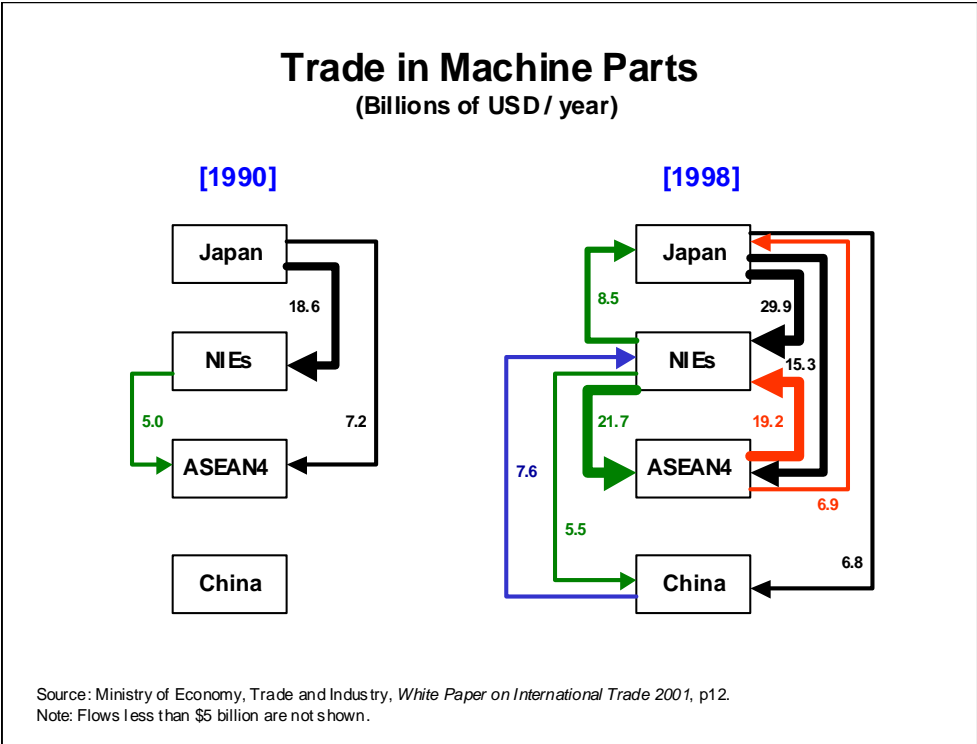 Trade in Machine Parts
(Billions of USD / year)
[1990]
[1998]
Japan
18.6
NIEs
5.0
7.2
ASEAN4
China
Japan
8.5
29.9
NIEs
15.3
21.7
19.2
ASEAN4
7.6
6.9
5.5
6.8
China
Source: Ministry of Economy, Trade and Industry, White Paper on International Trade 2001, p12.
Note: Flows less than $5 billion are not shown.